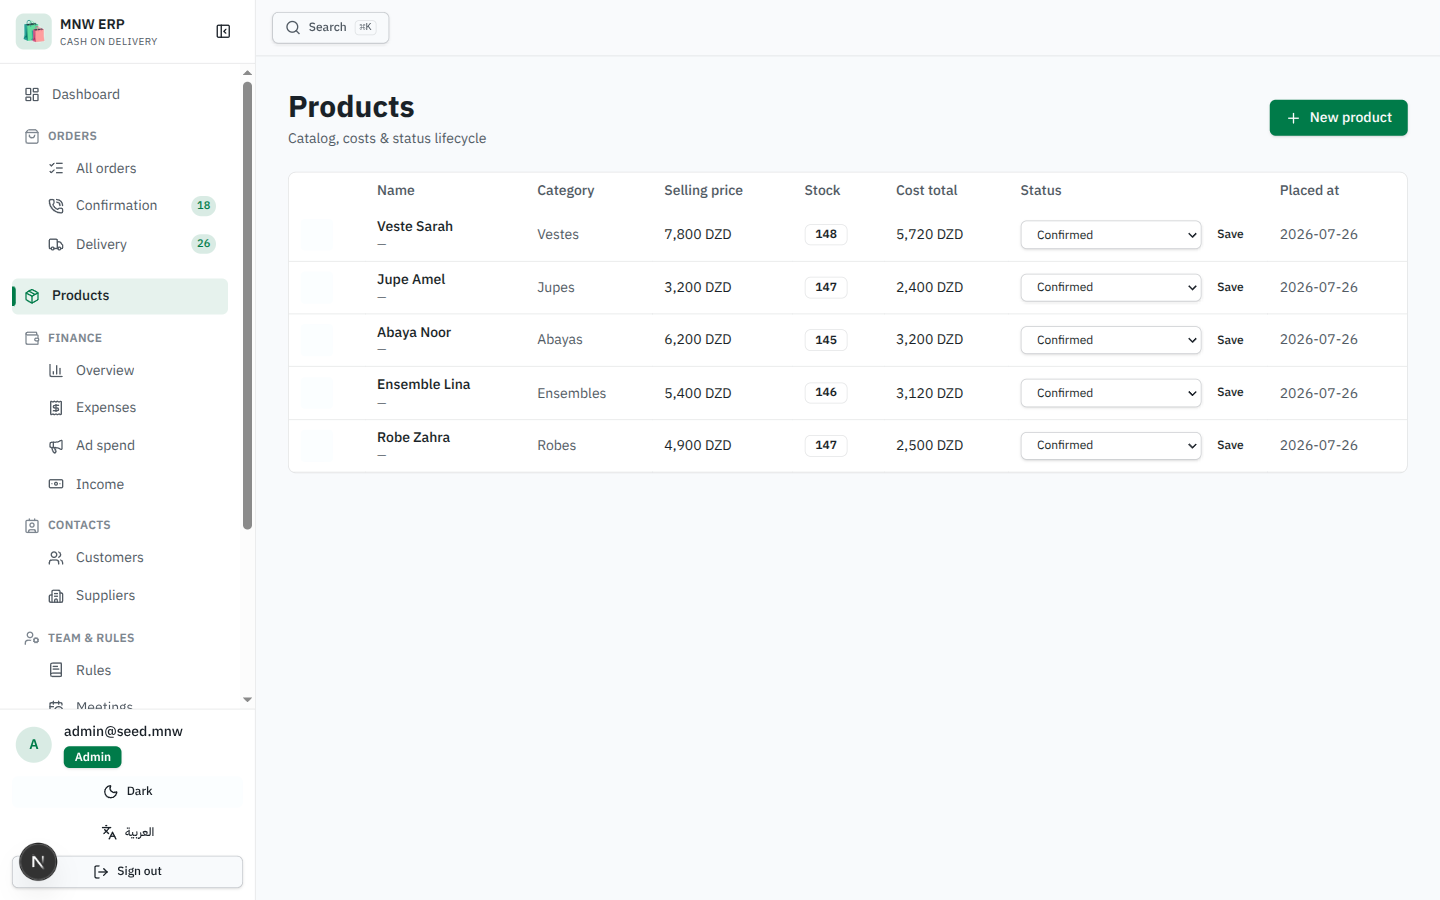 MNW ERP
CASH ON DELIVERY
Search ⌘K
Dashboard
ORDERS
All orders
Confirmation 18
Delivery 26
Products
FINANCE
Overview
Expenses
Ad spend
Income
CONTACTS
Customers
Suppliers
TEAM & RULES
Rules
Meetings
admin@seed.mnw
A
Admin
Dark
العربية
N
Sign out
Products
Catalog, costs & status lifecycle
+ New product
Name Category Selling price Stock Cost total Status Placed at
Veste Sarah
—
Vestes 7,800 DZD 148 5,720 DZD Confirmed Save 2026-07-26
Jupe Amel
—
Jupes 3,200 DZD 147 2,400 DZD Confirmed Save 2026-07-26
Abaya Noor
—
Abayas 6,200 DZD 145 3,200 DZD Confirmed Save 2026-07-26
Ensemble Lina
—
Ensembles 5,400 DZD 146 3,120 DZD Confirmed Save 2026-07-26
Robe Zahra
—
Robes 4,900 DZD 147 2,500 DZD Confirmed Save 2026-07-26